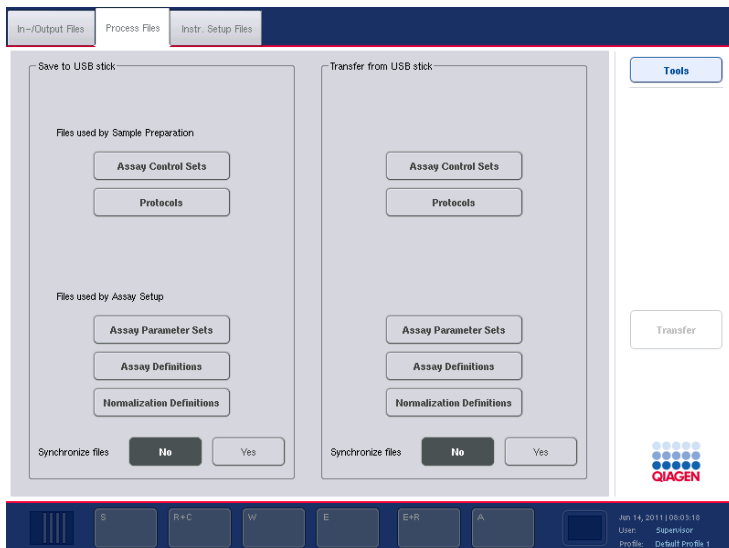 In-/Output Files
Process Files
Instr. Setup Files
Save to USB stick
Files used by Sample Preparation
Assay Control Sets
Protocols
Files used by Assay Setup
Assay Parameter Sets
Assay Definitions
Normalization Definitions
Synchronize files No Yes
Transfer from USB stick
Assay Control Sets
Protocols
Assay Parameter Sets
Assay Definitions
Normalization Definitions
Synchronize files No Yes
Tools
Transfer
QIAGEN
S R+C W E E+R A
Jun 14, 2011 | 08:03:18
User: Supervisor
Profile: Default Profile 1